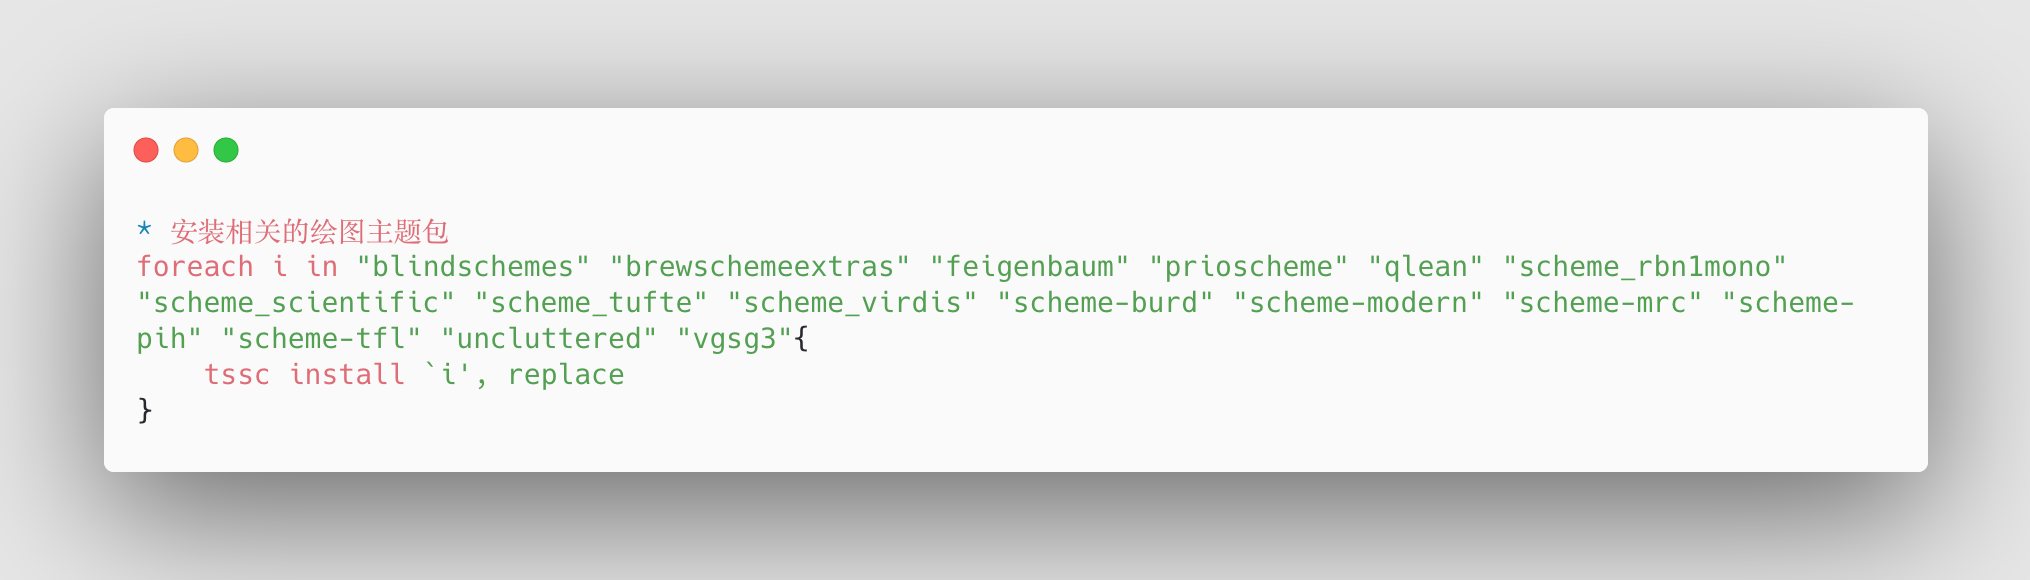 * 安装相关的绘图主题包
foreach i in "blindschemes" "brewschemeextras" "feigenbaum" "prioscheme" "qlean" "scheme_rbn1mono"
"scheme_scientific" "scheme_tufte" "scheme_virdis" "scheme-burd" "scheme-modern" "scheme-mrc" "scheme-
pih" "scheme-tfl" "uncluttered" "vgsg3"{
    tssc install `i', replace
}